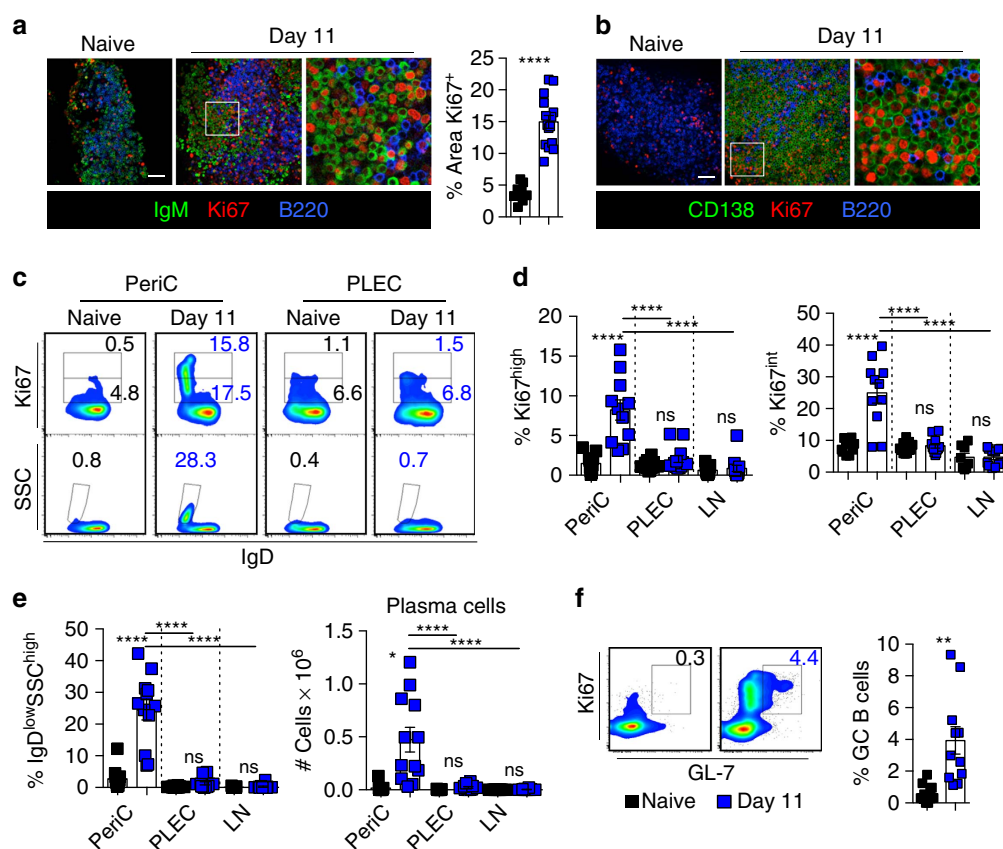 a
Naive
Day 11
IgM Ki67 B220
% Area Ki67+
****
25
20
15
10
5
0
b
Naive
Day 11
CD138 Ki67 B220
c
PeriC
PLEC
Naive
Day 11
Naive
Day 11
Ki67
0.5
4.8
15.8
17.5
1.1
6.6
1.5
6.8
SSC
0.8
28.3
0.4
0.7
IgD
d
% Ki67high
20
15
10
5
0
****
****
****
ns
ns
PeriC
PLEC
LN
% Ki67int
50
40
30
20
10
0
****
****
****
ns
ns
PeriC
PLEC
LN
e
% IgDlowSSChigh
50
40
30
20
10
0
****
****
****
ns
ns
PeriC
PLEC
LN
Plasma cells
# Cells × 10^6
1.5
1.0
0.5
0.0
*
****
****
ns
ns
PeriC
PLEC
LN
f
Ki67
0.3
4.4
GL-7
Naive
Day 11
% GC B cells
10
8
6
4
2
0
**